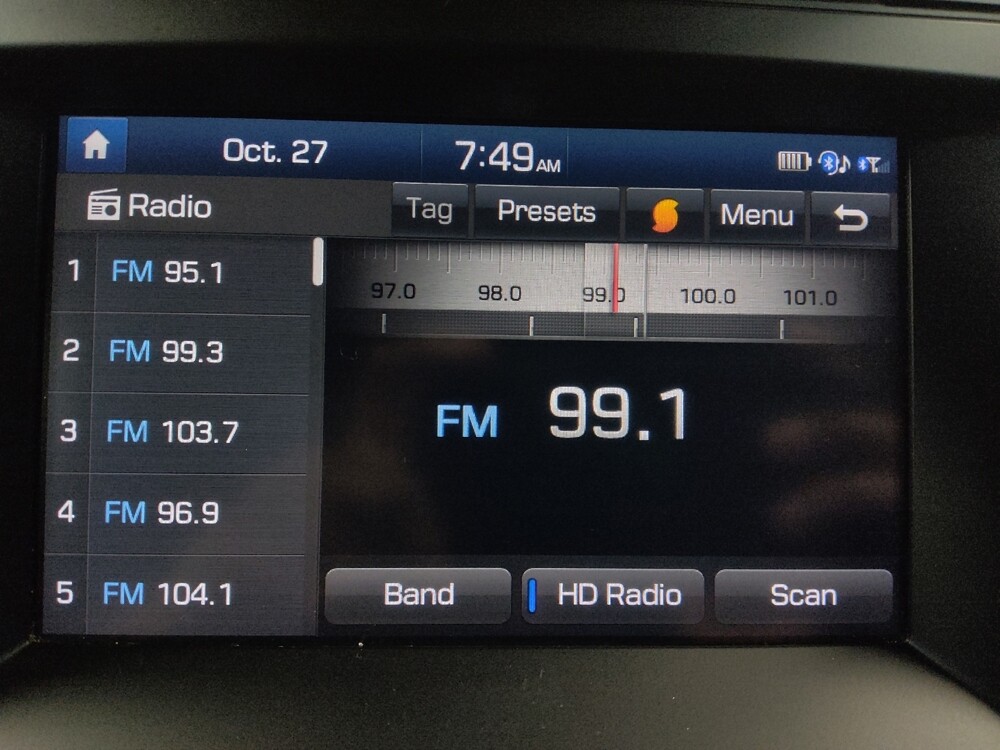 Oct. 27 7:49 AM
Radio Tag Presets Menu
1 FM 95.1
97.0 98.0 99.0 100.0 101.0
2 FM 99.3
FM 99.1
3 FM 103.7
4 FM 96.9
5 FM 104.1
Band HD Radio Scan